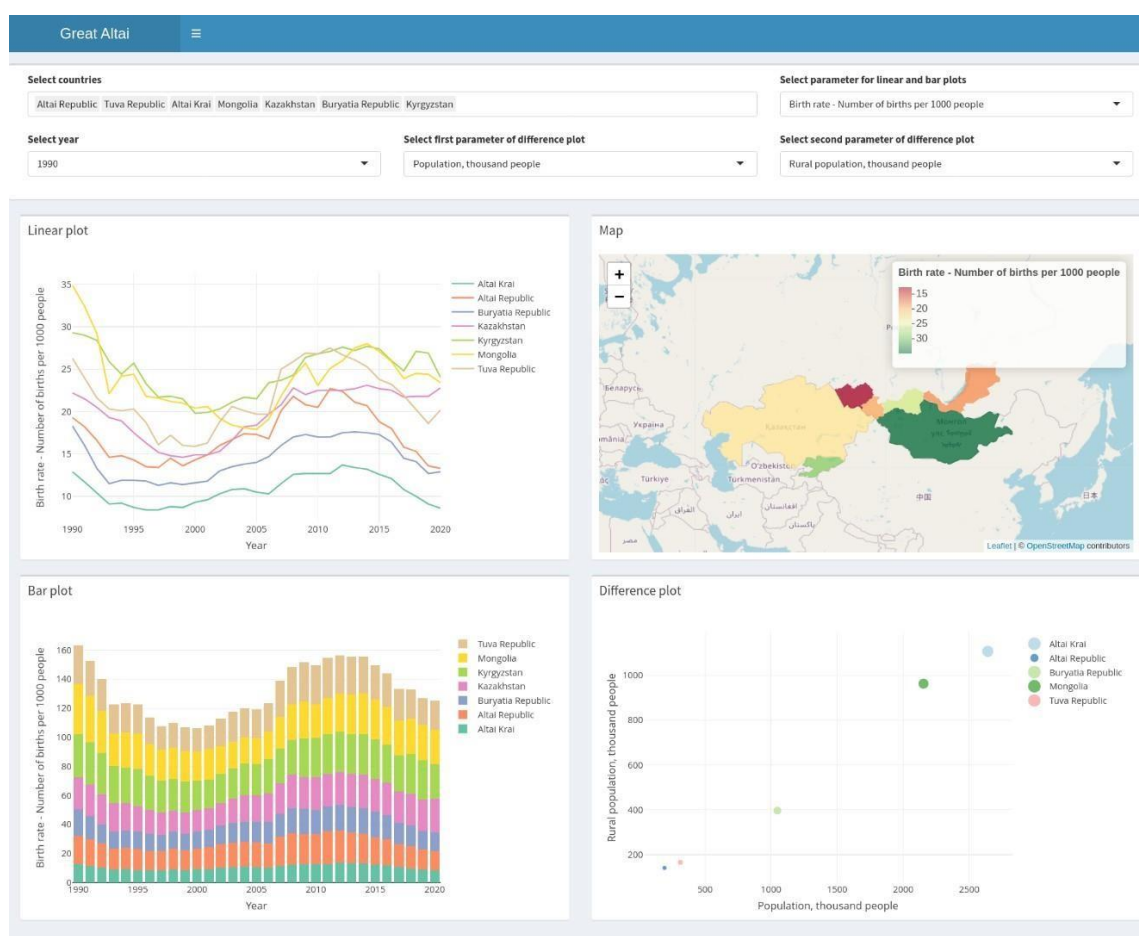 Great Altai ≡
Select countries
Altai Republic Tuva Republic Altai Krai Mongolia Kazakhstan Buryatia Republic Kyrgyzstan
Select parameter for linear and bar plots
Birth rate - Number of births per 1000 people
Select year
1990
Select first parameter of difference plot
Population, thousand people
Select second parameter of difference plot
Rural population, thousand people
Linear plot
Birth rate - Number of births per 1000 people
35
30
25
20
15
10
1990 1995 2000 2005 2010 2015 2020
Year
Altai Krai
Altai Republic
Buryatia Republic
Kazakhstan
Kyrgyzstan
Mongolia
Tuva Republic
Map
+
−
Birth rate - Number of births per 1000 people
15
20
25
30
Беларусь
Україна
Türkiye
Казахстан
O'zbekistc
Türkmenistan
العراق
ایران
افغانستان
پاکستان
مصر
Монгол
中国
日本
Leaflet | © OpenStreetMap contributors
Bar plot
Birth rate - Number of births per 1000 people
160
140
120
100
80
60
40
20
0
1990 1995 2000 2005 2010 2015 2020
Year
Tuva Republic
Mongolia
Kyrgyzstan
Kazakhstan
Buryatia Republic
Altai Republic
Altai Krai
Difference plot
Rural population, thousand people
1000
800
600
400
200
500 1000 1500 2000 2500
Population, thousand people
Altai Krai
Altai Republic
Buryatia Republic
Mongolia
Tuva Republic